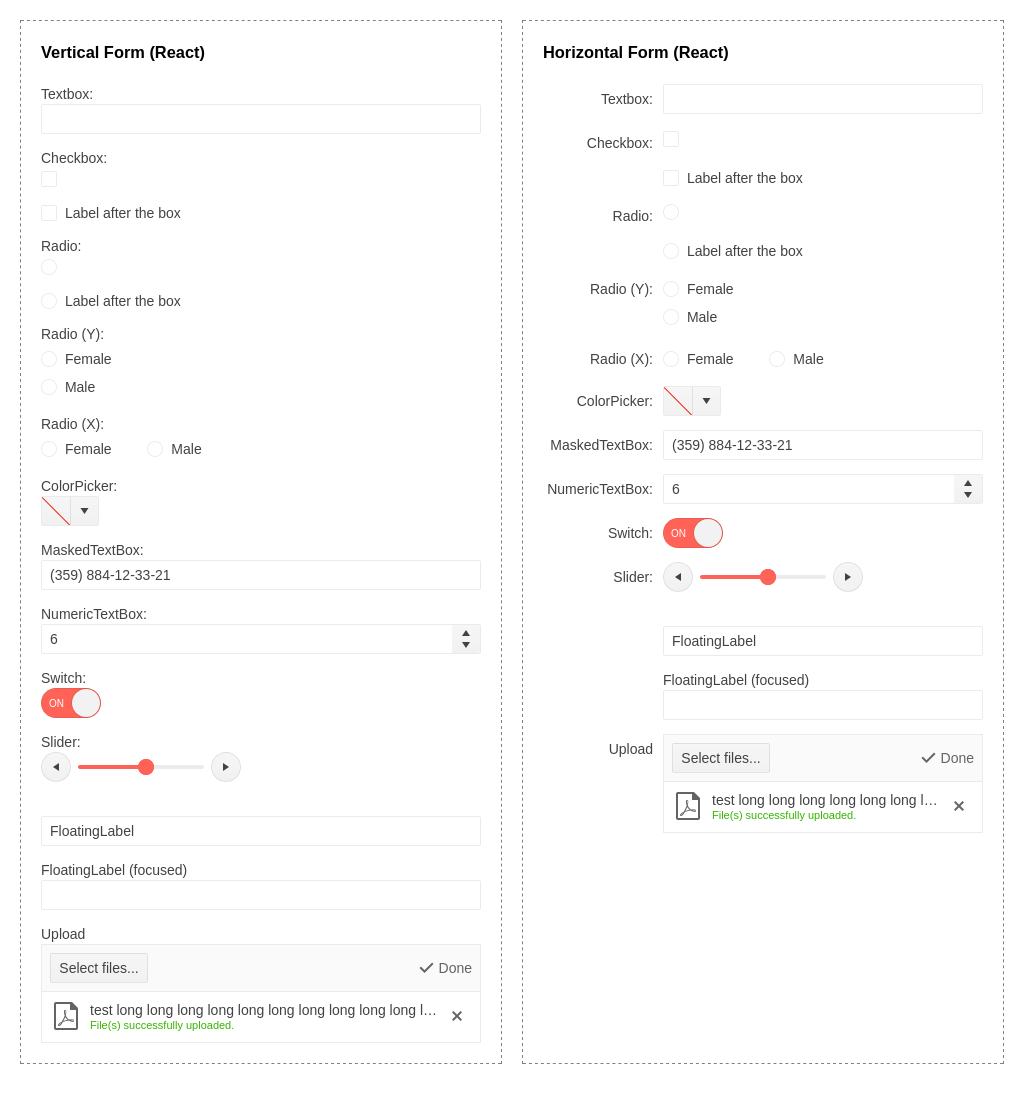 Vertical Form (React)
Textbox:
Checkbox:
Label after the box
Radio:
Label after the box
Radio (Y):
Female
Male
Radio (X):
Female Male
ColorPicker:
MaskedTextBox:
(359) 884-12-33-21
NumericTextBox:
6
Switch:
ON
Slider:
FloatingLabel
FloatingLabel (focused)
Upload
Select files... Done
test long long long long long long long long long long l…
File(s) successfully uploaded.
Horizontal Form (React)
Textbox:
Checkbox:
Label after the box
Radio:
Label after the box
Radio (Y): Female
Male
Radio (X): Female Male
ColorPicker:
MaskedTextBox: (359) 884-12-33-21
NumericTextBox: 6
Switch: ON
Slider:
FloatingLabel
FloatingLabel (focused)
Upload Select files... Done
test long long long long long long l…
File(s) successfully uploaded.